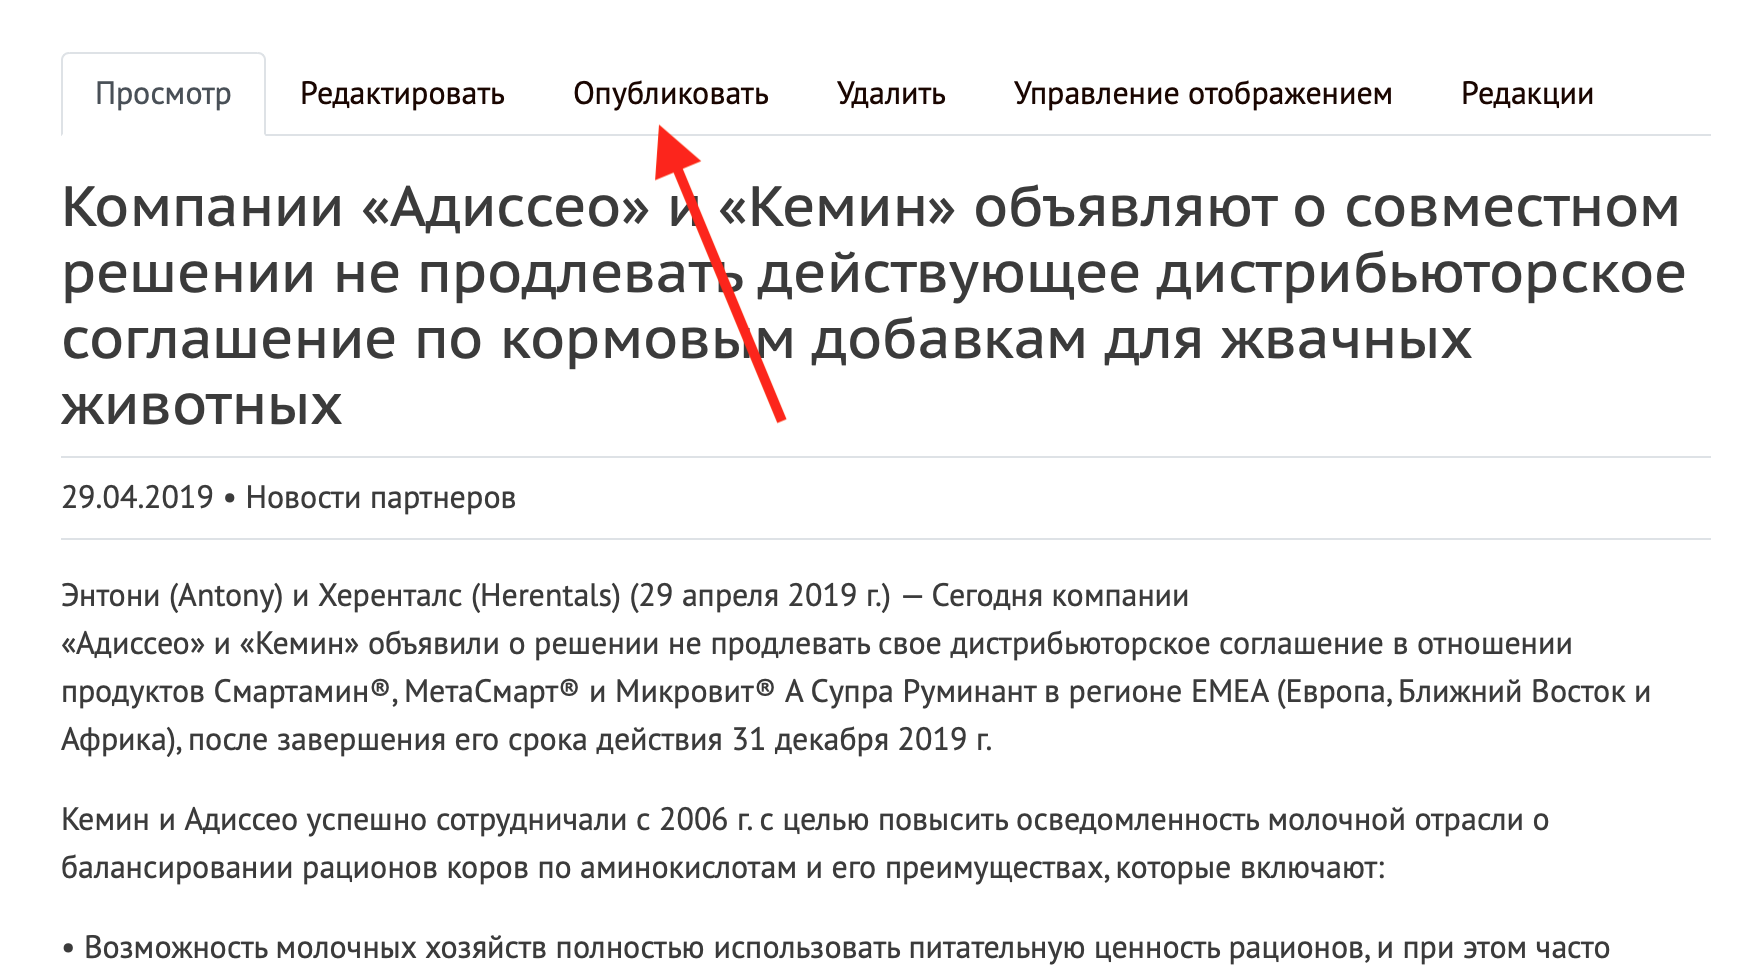 Просмотр Редактировать Опубликовать Удалить Управление отображением Редакции
Компании «Адиссео» и «Кемин» объявляют о совместном
решении не продлевать действующее дистрибьюторское
соглашение по кормовым добавкам для жвачных
животных
29.04.2019 • Новости партнеров
Энтони (Antony) и Херенталс (Herentals) (29 апреля 2019 г.) — Сегодня компании
«Адиссео» и «Кемин» объявили о решении не продлевать свое дистрибьюторское соглашение в отношении
продуктов Смартамин®, МетаСмарт® и Микровит® А Супра Руминант в регионе EMEA (Европа, Ближний Восток и
Африка), после завершения его срока действия 31 декабря 2019 г.
Кемин и Адиссео успешно сотрудничали с 2006 г. с целью повысить осведомленность молочной отрасли о
балансировании рационов коров по аминокислотам и его преимуществах, которые включают:
• Возможность молочных хозяйств полностью использовать питательную ценность рационов, и при этом часто